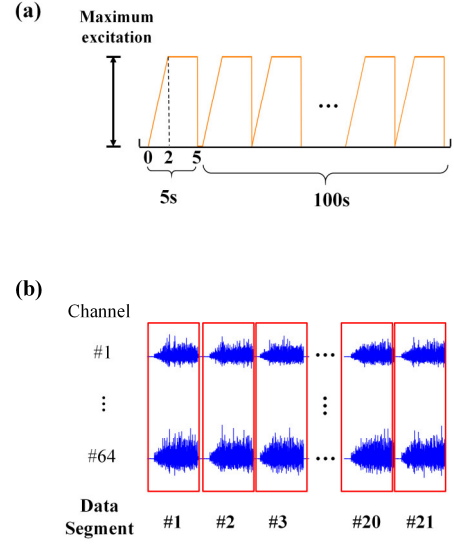 (a)
Maximum
excitation
...
0 2 5
5s
100s
(b)
Channel
#1
...
⋮
⋮
#64
...
Data
Segment
#1 #2 #3 #20 #21